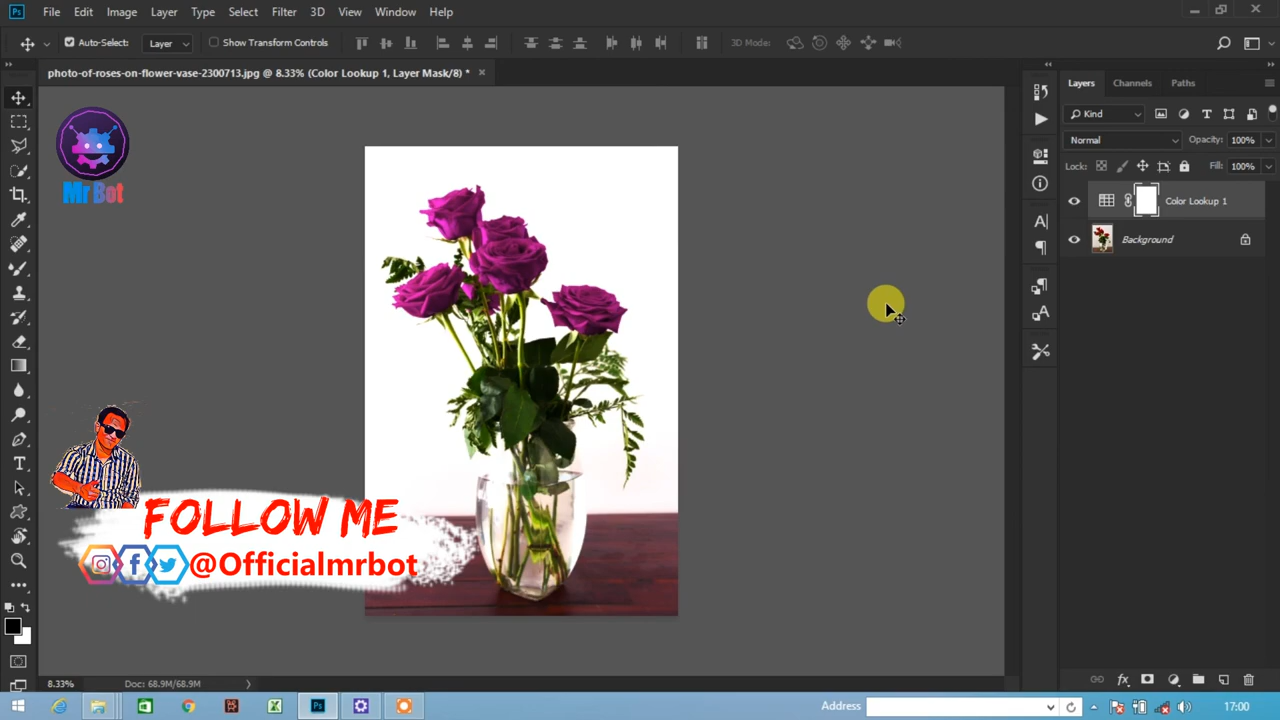 Ps File Edit Image Layer Type Select Filter 3D View Window Help
Auto-Select: Layer Show Transform Controls 3D Mode:
photo-of-roses-on-flower-vase-2300713.jpg @ 8.33% (Color Lookup 1, Layer Mask/8) *
Layers Channels Paths
Kind
Normal Opacity: 100%
Lock: Fill: 100%
Color Lookup 1
Background
Mr Bot
FOLLOW ME
@Officialmrbot
8.33% Doc: 68.9M/68.9M
Address 17:00